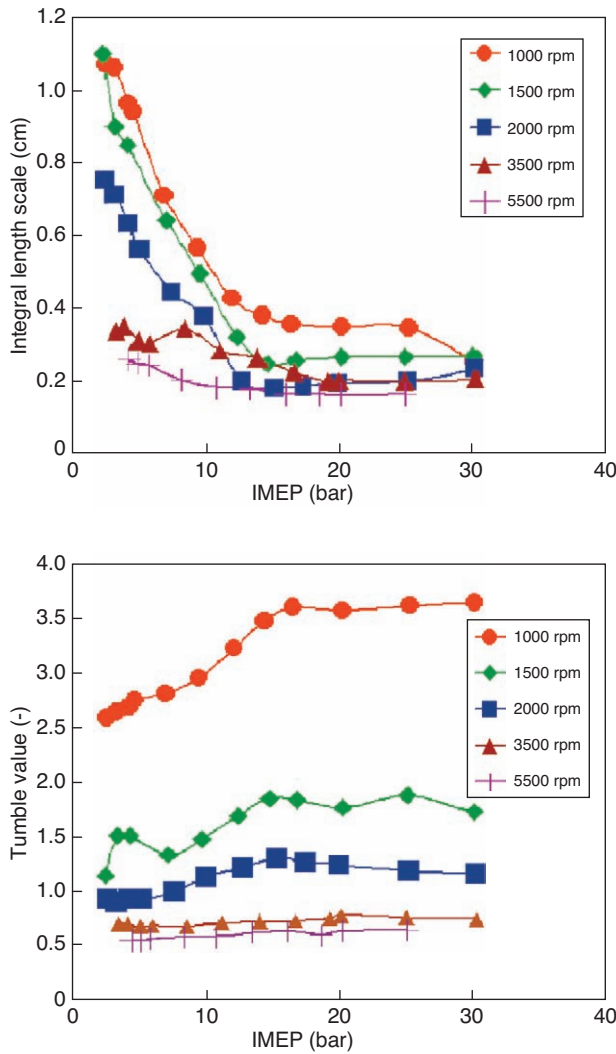 1.2
1.0
0.8
0.6
0.4
0.2
0
Integral length scale (cm)
1000 rpm
1500 rpm
2000 rpm
3500 rpm
5500 rpm
0 10 20 30 40
IMEP (bar)
4.0
3.5
3.0
2.5
2.0
1.5
1.0
0.5
0
Tumble value (-)
1000 rpm
1500 rpm
2000 rpm
3500 rpm
5500 rpm
0 10 20 30 40
IMEP (bar)